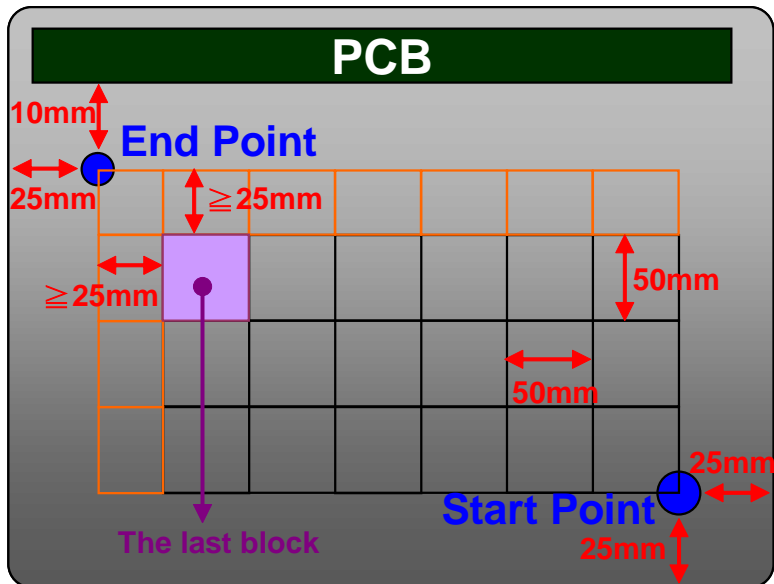 PCB
10mm
End Point
25mm
≧25mm
≧25mm
50mm
50mm
25mm
Start Point
The last block
25mm